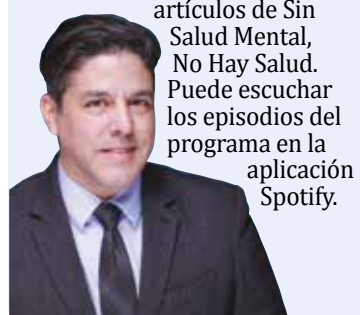 artículos de Sin
Salud Mental,
No Hay Salud.
Puede escuchar
los episodios del
programa en la
aplicación
Spotify.